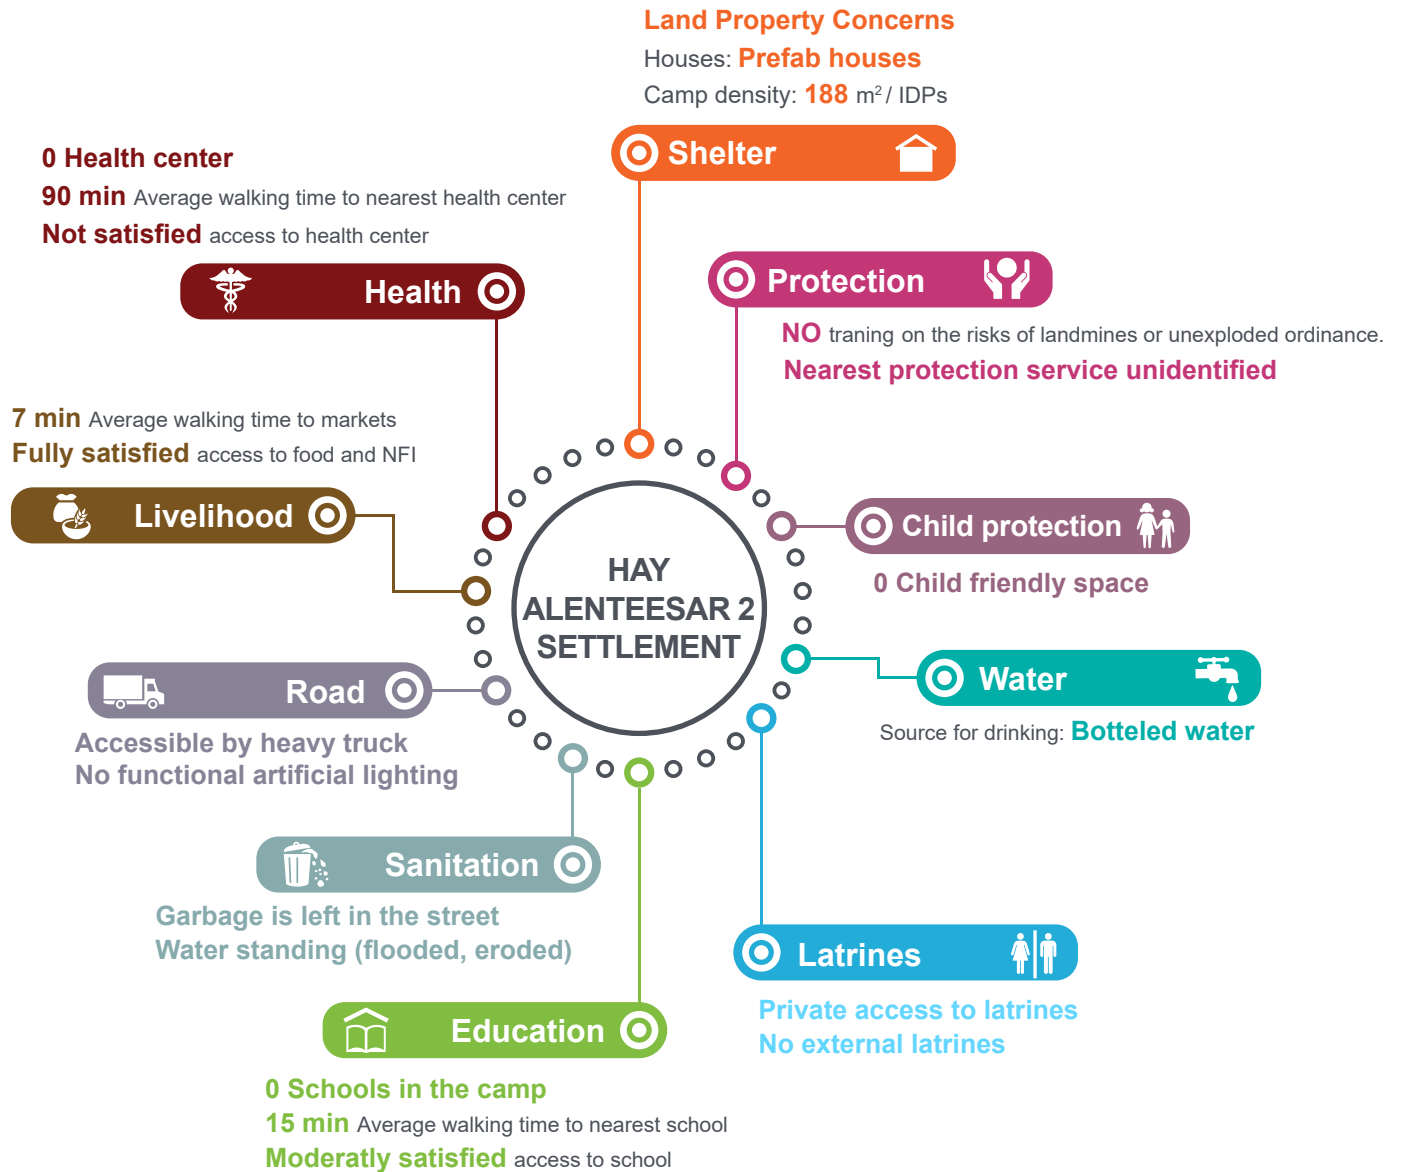 Land Property Concerns
Houses: Prefab houses
Camp density: 188 m²/ IDPs
Shelter
0 Health center
90 min Average walking time to nearest health center
Not satisfied access to health center
Health
Protection
NO traning on the risks of landmines or unexploded ordinance.
Nearest protection service unidentified
7 min Average walking time to markets
Fully satisfied access to food and NFI
Livelihood
Child protection
0 Child friendly space
HAY
ALENTEESAR 2
SETTLEMENT
Water
Source for drinking: Botteled water
Road
Accessible by heavy truck
No functional artificial lighting
Sanitation
Garbage is left in the street
Water standing (flooded, eroded)
Latrines
Private access to latrines
No external latrines
Education
0 Schools in the camp
15 min Average walking time to nearest school
Moderatly satisfied access to school